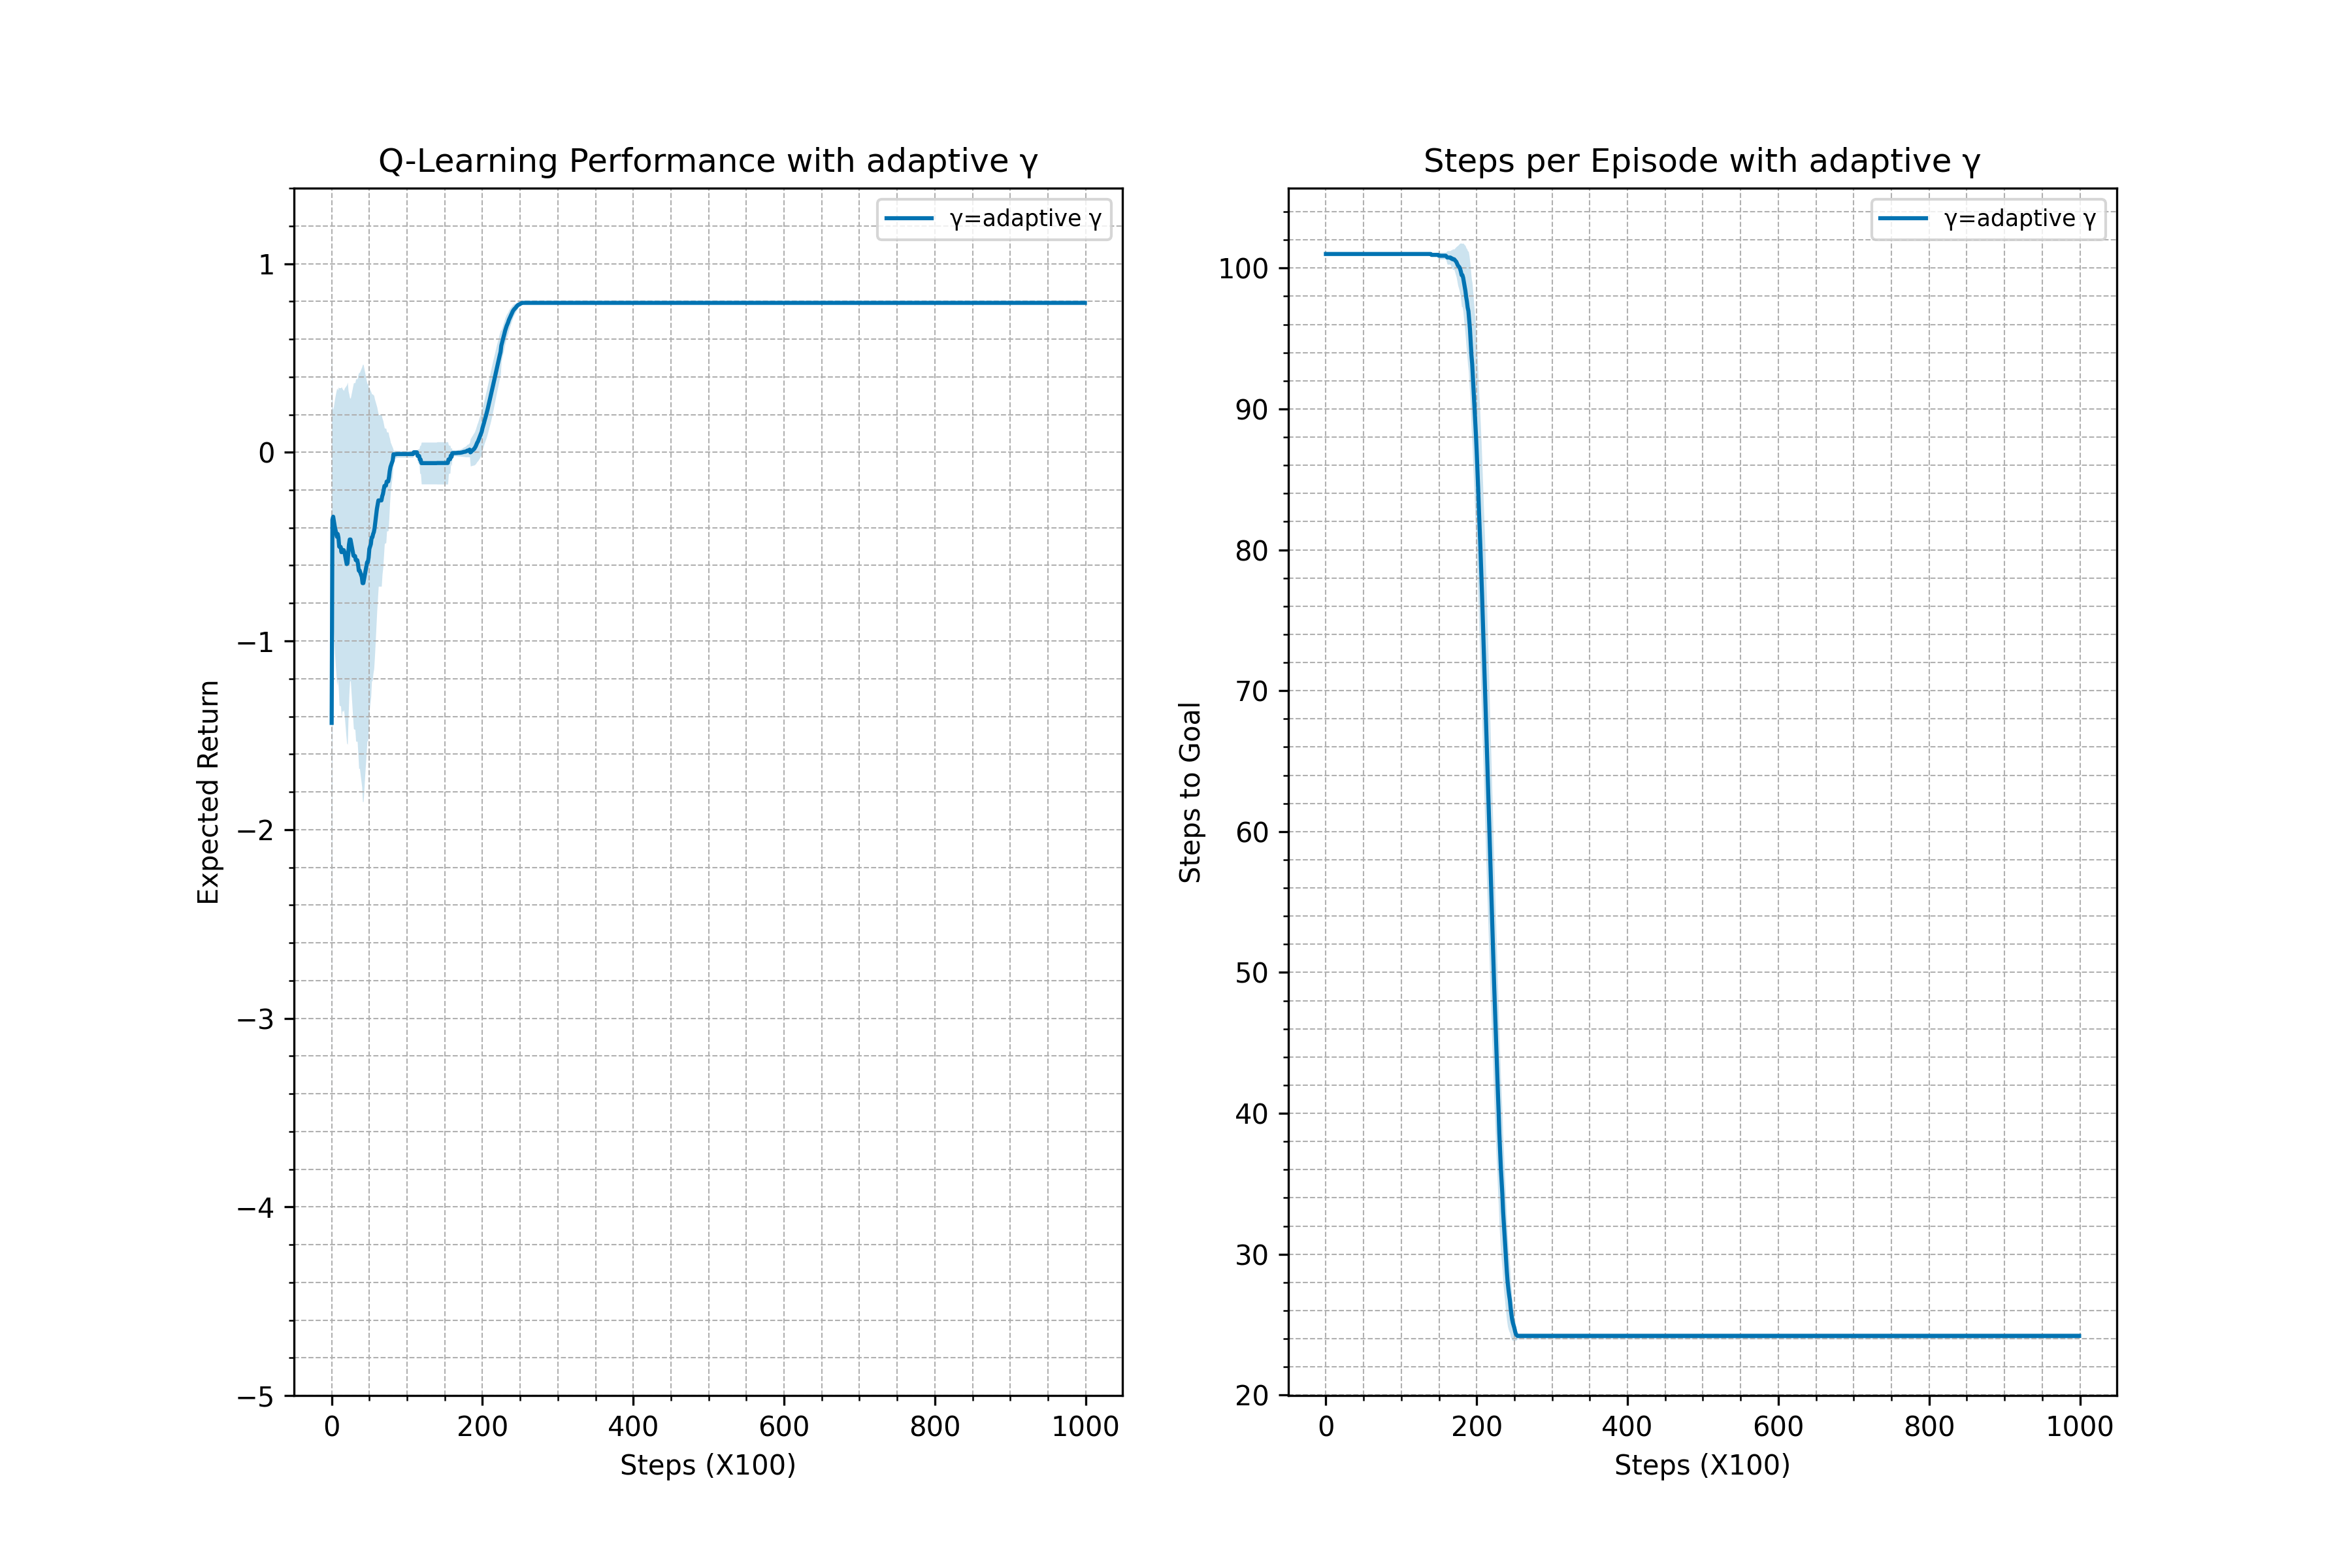 Q-Learning Performance with adaptive γ
γ=adaptive γ
1
0
−1
−2
−3
−4
−5
Expected Return
0 200 400 600 800 1000
Steps (X100)
Steps per Episode with adaptive γ
γ=adaptive γ
100
90
80
70
60
50
40
30
20
Steps to Goal
0 200 400 600 800 1000
Steps (X100)